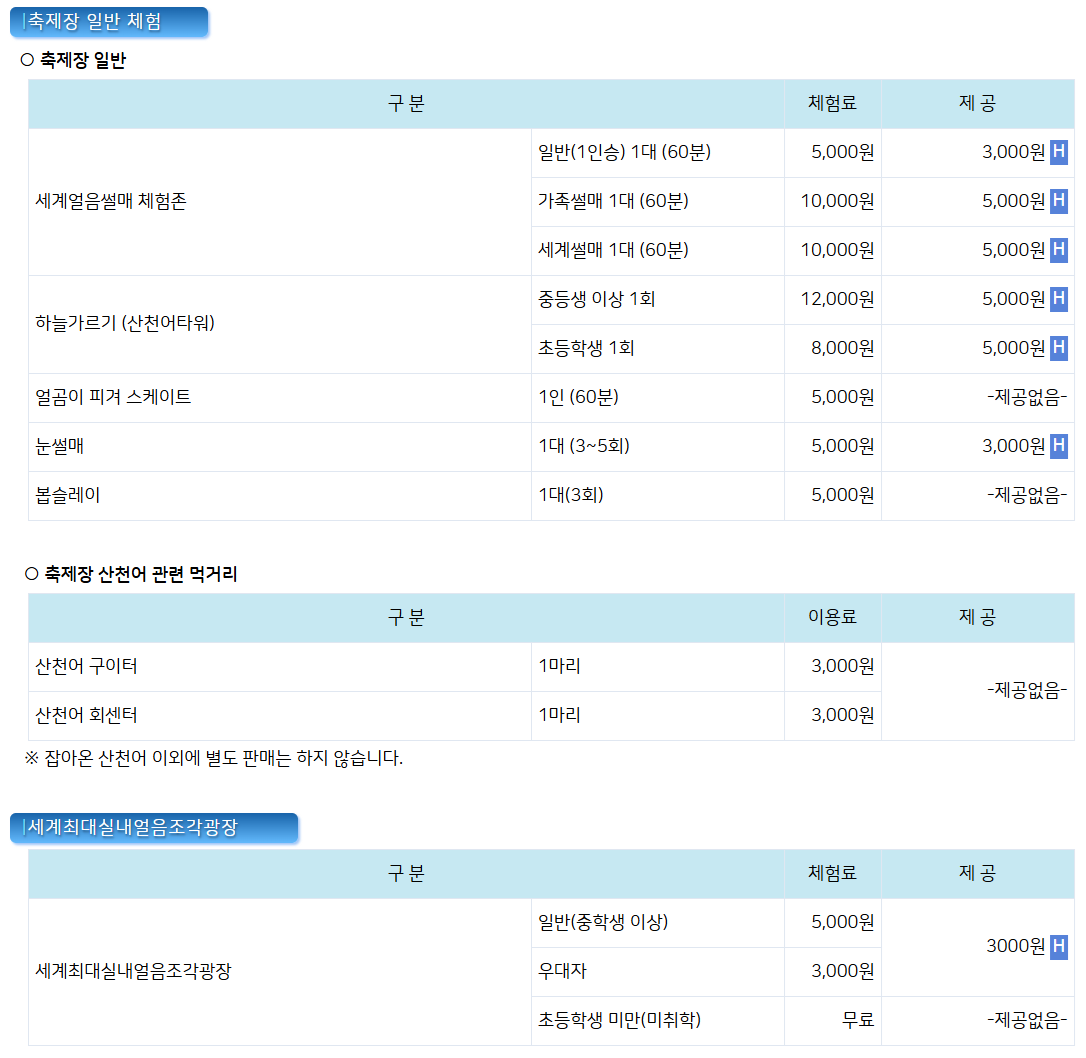 축제장 일반 체험
○ 축제장 일반
구 분 체험료 제 공
세계얼음썰매 체험존 일반(1인승) 1대 (60분) 5,000원 3,000원 H
가족썰매 1대 (60분) 10,000원 5,000원 H
세계썰매 1대 (60분) 10,000원 5,000원 H
하늘가르기 (산천어타워) 중등생 이상 1회 12,000원 5,000원 H
초등학생 1회 8,000원 5,000원 H
얼곰이 피겨 스케이트 1인 (60분) 5,000원 -제공없음-
눈썰매 1대 (3~5회) 5,000원 3,000원 H
봅슬레이 1대(3회) 5,000원 -제공없음-
○ 축제장 산천어 관련 먹거리
구 분 이용료 제 공
산천어 구이터 1마리 3,000원 -제공없음-
산천어 회센터 1마리 3,000원
※ 잡아온 산천어 이외에 별도 판매는 하지 않습니다.
세계최대실내얼음조각광장
구 분 체험료 제 공
세계최대실내얼음조각광장 일반(중학생 이상) 5,000원 3000원 H
우대자 3,000원
초등학생 미만(미취학) 무료 -제공없음-